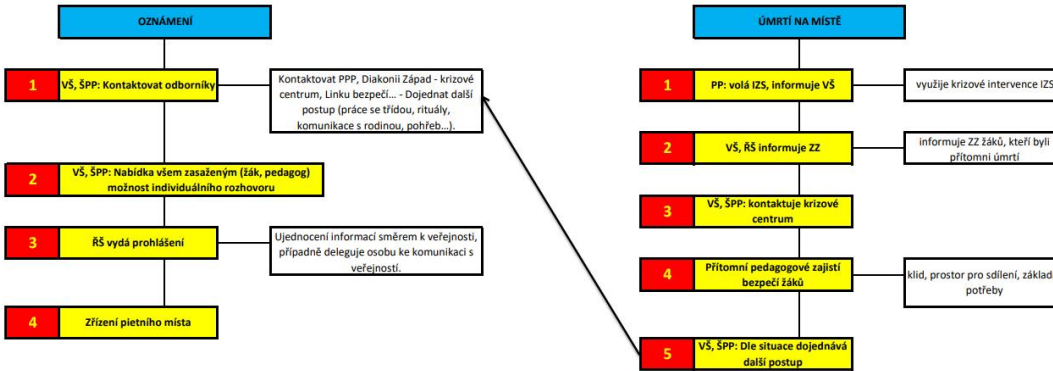 OZNÁMENÍ
1
VŠ, ŠPP: Kontaktovat odborníky
Kontaktovat PPP, Diakonii Západ - krizové
centrum, Linku bezpečí... - Dojednat další
postup (práce se třídou, rituály,
komunikace s rodinou, pohřeb...).
2
VŠ, ŠPP: Nabídka všem zasaženým (žák, pedagog)
možnost individuálního rozhovoru
3
ŘŠ vydá prohlášení
Ujednocení informací směrem k veřejnosti,
případně deleguje osobu ke komunikaci s
veřejností.
4
Zřízení pietního místa
ÚMRTÍ NA MÍSTĚ
1
PP: volá IZS, informuje VŠ
využije krizové intervence IZS
2
VŠ, ŘŠ informuje ZZ
informuje ZZ žáků, kteří byli
přítomni úmrtí
3
VŠ, ŠPP: kontaktuje krizové
centrum
4
Přítomní pedagogové zajistí
bezpečí žáků
klid, prostor pro sdílení, základ
potřeby
5
VŠ, ŠPP: Dle situace dojednává
další postup